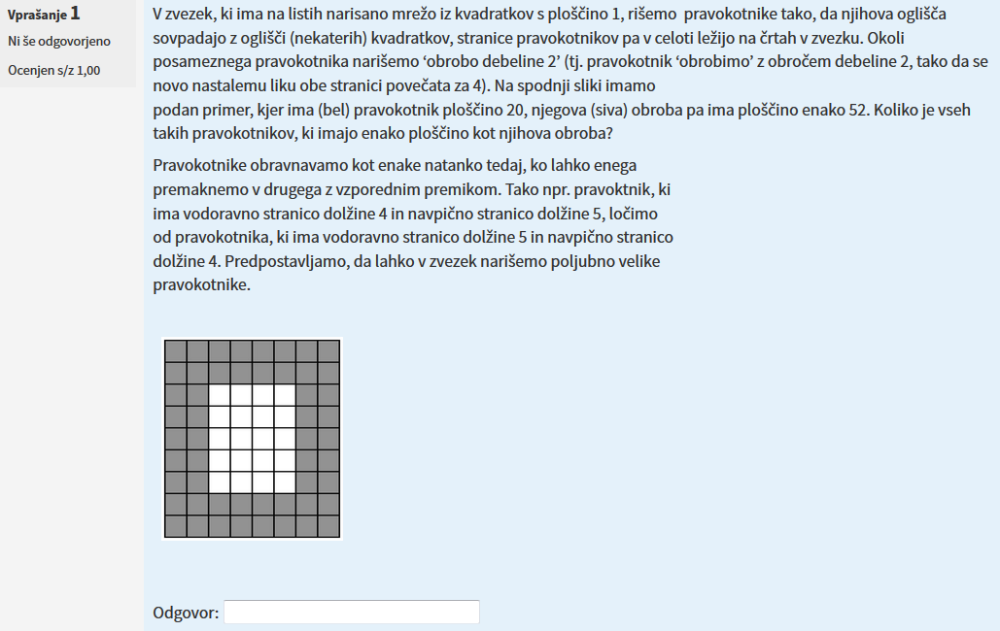 Vprašanje 1
Ni še odgovorjeno
Ocenjen s/z 1,00
V zvezek, ki ima na listih narisano mrežo iz kvadratkov s ploščino 1, rišemo pravokotnike tako, da njihova oglišča
sovpadajo z oglišči (nekaterih) kvadratkov, stranice pravokotnikov pa v celoti ležijo na črtah v zvezku. Okoli
posameznega pravokotnika narišemo ‘obrobo debeline 2’ (tj. pravokotnik ‘obrobimo’ z obročem debeline 2, tako da se
novo nastalemu liku obe stranici povečata za 4). Na spodnji sliki imamo
podan primer, kjer ima (bel) pravokotnik ploščino 20, njegova (siva) obroba pa ima ploščino enako 52. Koliko je vseh
takih pravokotnikov, ki imajo enako ploščino kot njihova obroba?
Pravokotnike obravnavamo kot enake natanko tedaj, ko lahko enega
premaknemo v drugega z vzporednim premikom. Tako npr. pravoktnik, ki
ima vodoravno stranico dolžine 4 in navpično stranico dolžine 5, ločimo
od pravokotnika, ki ima vodoravno stranico dolžine 5 in navpično stranico
dolžine 4. Predpostavljamo, da lahko v zvezek narišemo poljubno velike
pravokotnike.
Odgovor: